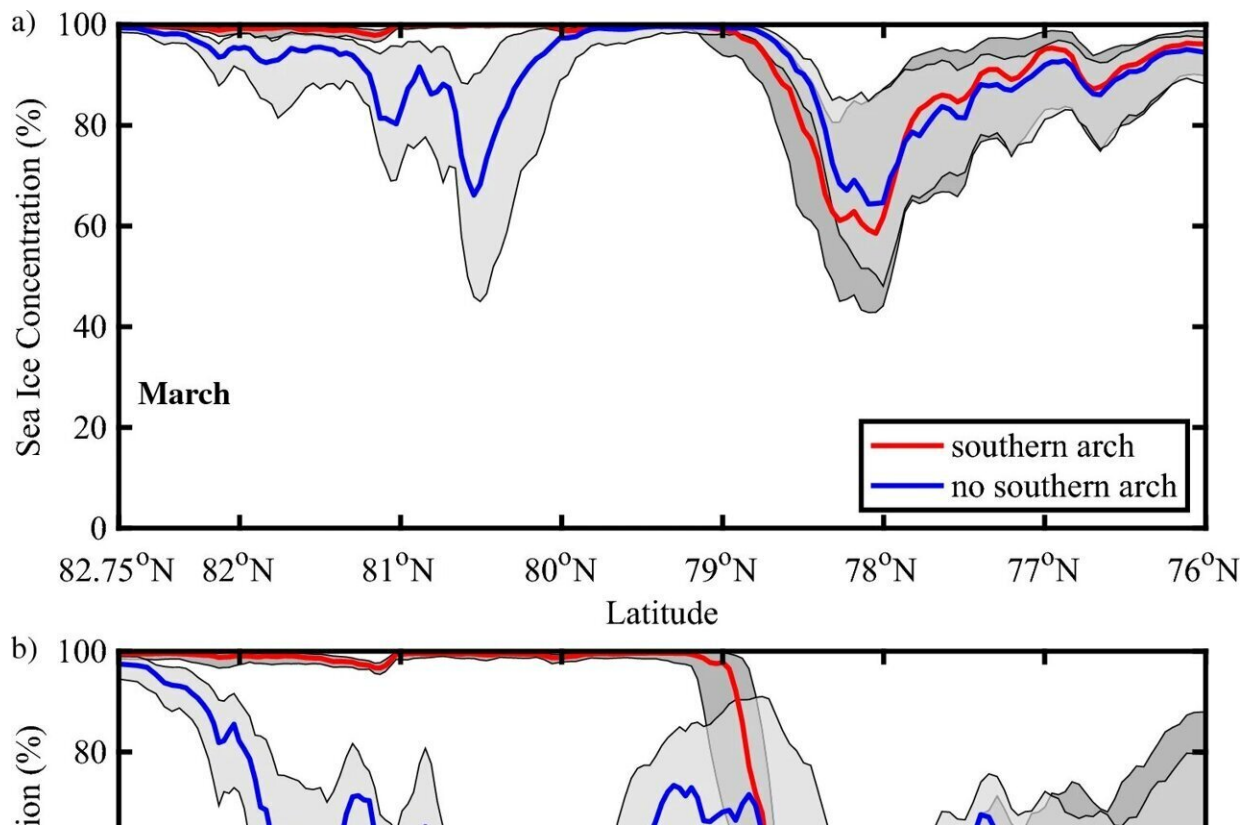 a)
100
80
60
40
20
0
Sea Ice Concentration (%)
March
southern arch
no southern arch
82.75°N 82°N 81°N 80°N 79°N 78°N 77°N 76°N
Latitude
b)
100
80
(%)